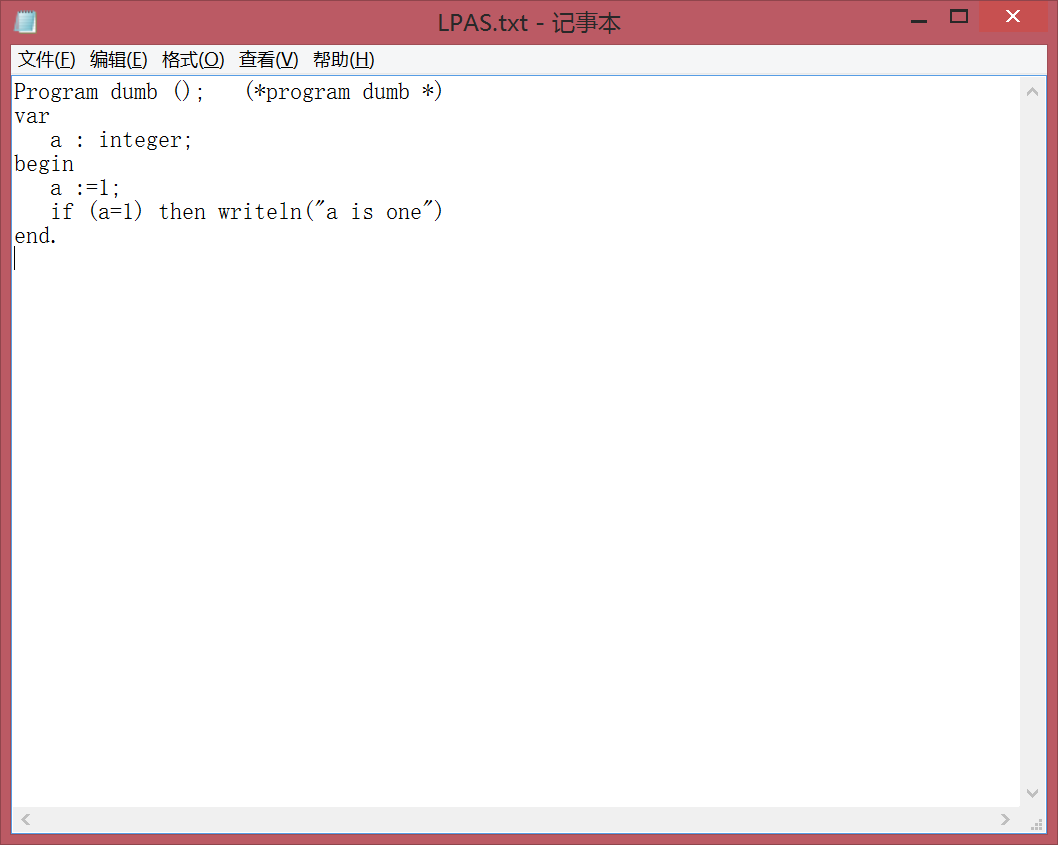 LPAS.txt - 记事本
文件(F) 编辑(E) 格式(O) 查看(V) 帮助(H)
Program dumb ();   (*program dumb *)
var
   a : integer;
begin
   a :=1;
   if (a=1) then writeln("a is one")
end.